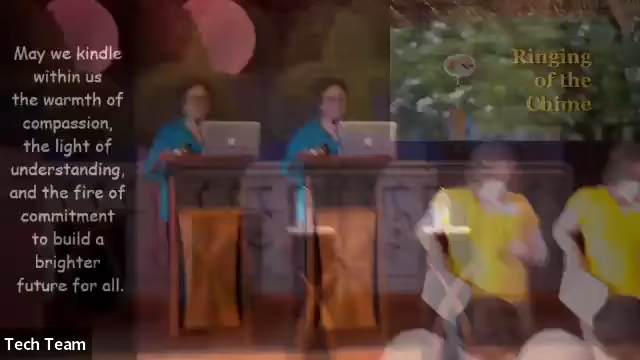 May we kindle
within us
the warmth of
compassion,
the light of
understanding,
and the fire of
commitment
to build a
brighter
future for all.
Ringing
of the
Chime
Tech Team